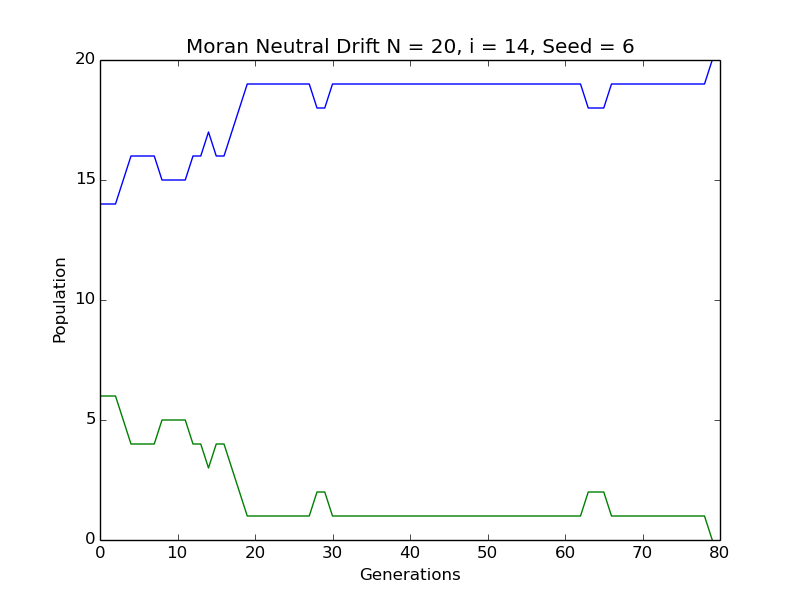 Moran Neutral Drift N = 20, i = 14, Seed = 6
20
15
10
5
0
Population
0 10 20 30 40 50 60 70 80
Generations